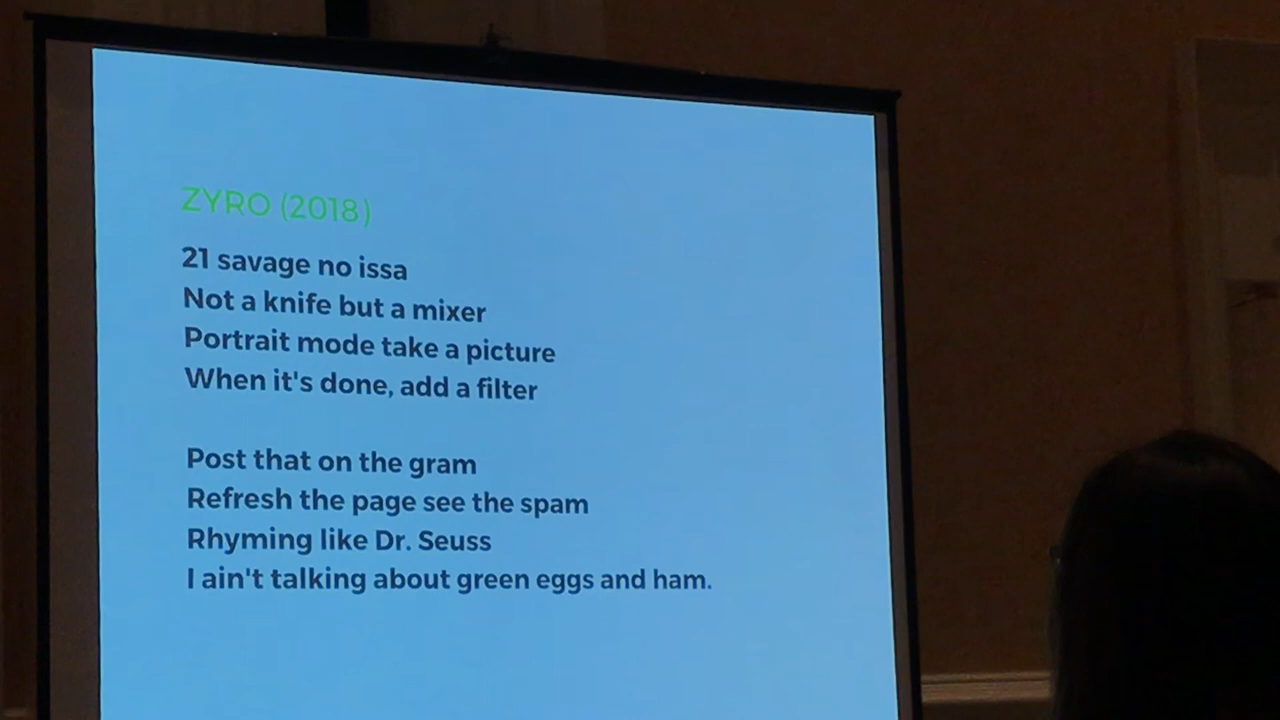 ZYRO (2018)
21 savage no issa
Not a knife but a mixer
Portrait mode take a picture
When it's done, add a filter
Post that on the gram
Refresh the page see the spam
Rhyming like Dr. Seuss
I ain't talking about green eggs and ham.